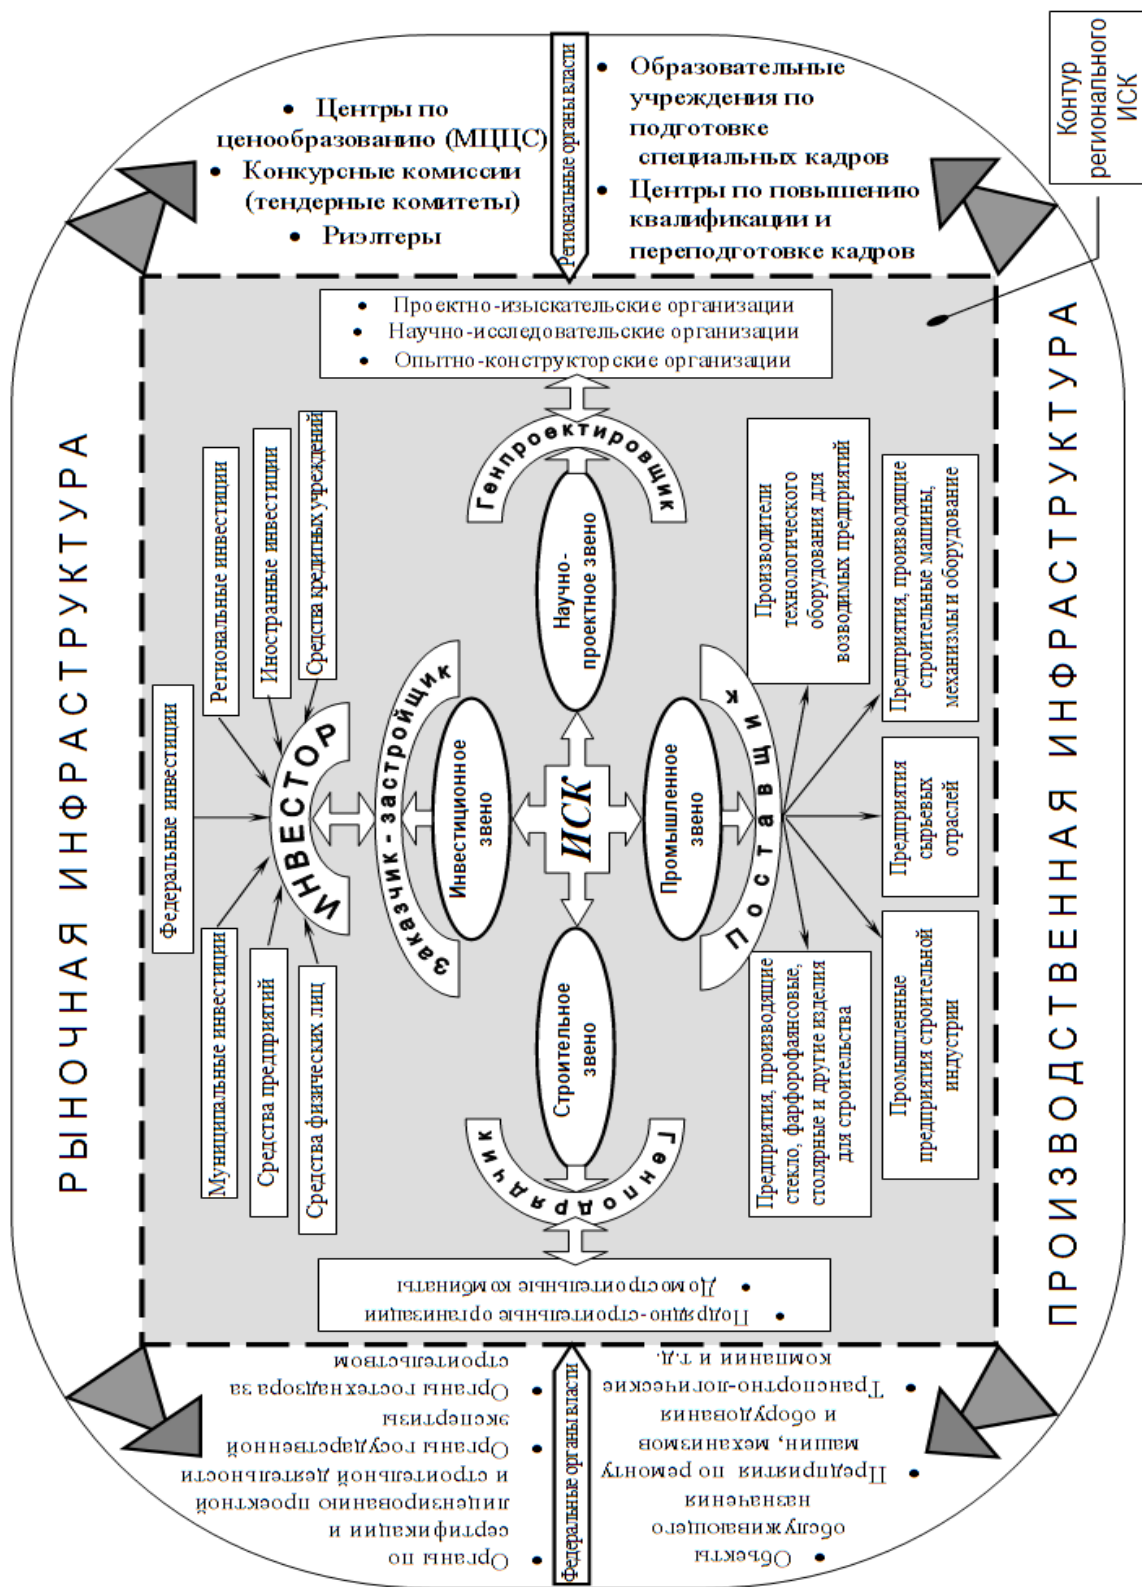 Контур
регионального
ИСК
РЫНОЧНАЯ ИНФРАСТРУКТУРА
Центры по
ценообразованию (МЦЦС)
Конкурсные комиссии
(тендерные комитеты)
Риэлтеры
Региональные органы власти
Образовательные
учреждения по
подготовке
специальных кадров
Центры по повышению
квалификации и
переподготовке кадров
Проектно-изыскательские организации
Научно-исследовательские организации
Опытно-конструкторские организации
Генпроектировщик
Научно-
проектное звено
Федеральные инвестиции
Региональные инвестиции
Иностранные инвестиции
Средства кредитных учреждений
Муниципальные инвестиции
Средства предприятий
Средства физических лиц
ИНВЕСТОР
Заказчик-застройщик
Инвестиционное
звено
ИСК
Промышленное
звено
Поставщик
Производители
технологического
оборудования для
возводимых предприятий
Предприятия, производящие
строительные машины,
механизмы и оборудование
Предприятия
сырьевых
отраслей
Промышленные
предприятия строительной
индустрии
Предприятия, производящие
стекло, фарфорофаянсовые,
столярные и другие изделия
для строительства
Строительное
звено
Генподрядчик
Подрядно-строительные организации
Домостроительные комбинаты
Федеральные органы власти
Органы по
сертификации и
лицензированию проектной
и строительной деятельности
Органы государственной
экспертизы
Органы гостехнадзора за
строительством
Объекты
обслуживающего
назначения
Предприятия по ремонту
машин, механизмов
и оборудования
Транспортно-логические
компании и т.д.
ПРОИЗВОДСТВЕННАЯ ИНФРАСТРУКТУРА